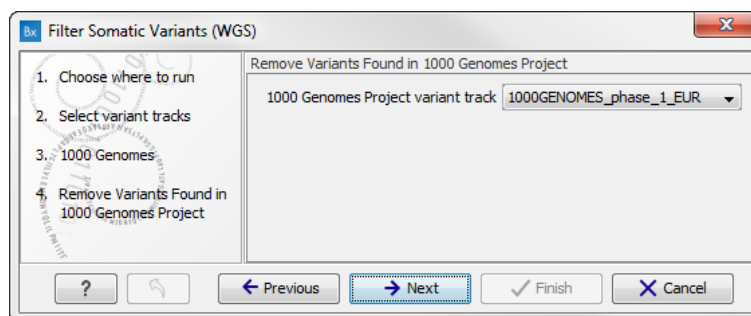 Bx Filter Somatic Variants (WGS)
1. Choose where to run
2. Select variant tracks
3. 1000 Genomes
4. Remove Variants Found in
1000 Genomes Project
Remove Variants Found in 1000 Genomes Project
1000 Genomes Project variant track 1000GENOMES_phase_1_EUR
? Previous Next Finish Cancel